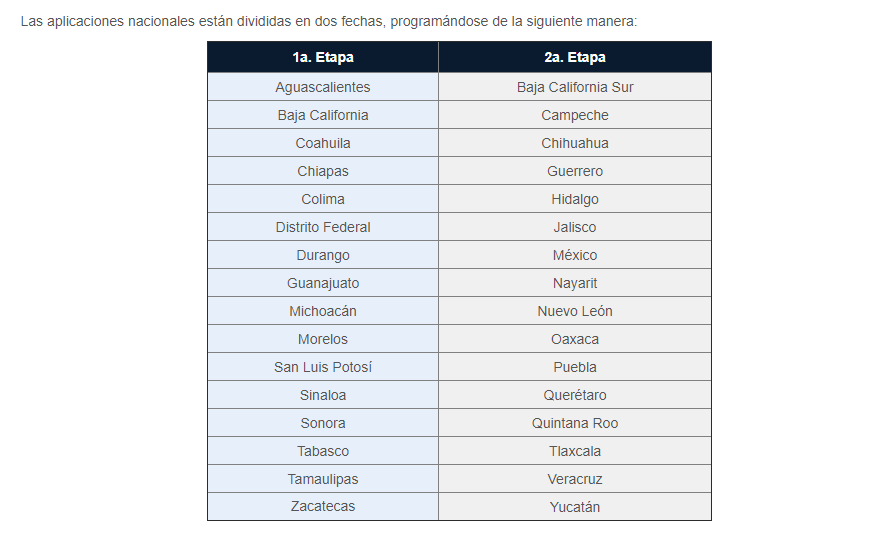 Las aplicaciones nacionales están divididas en dos fechas, programándose de la siguiente manera:
1a. Etapa 2a. Etapa
Aguascalientes Baja California Sur
Baja California Campeche
Coahuila Chihuahua
Chiapas Guerrero
Colima Hidalgo
Distrito Federal Jalisco
Durango México
Guanajuato Nayarit
Michoacán Nuevo León
Morelos Oaxaca
San Luis Potosí Puebla
Sinaloa Querétaro
Sonora Quintana Roo
Tabasco Tlaxcala
Tamaulipas Veracruz
Zacatecas Yucatán